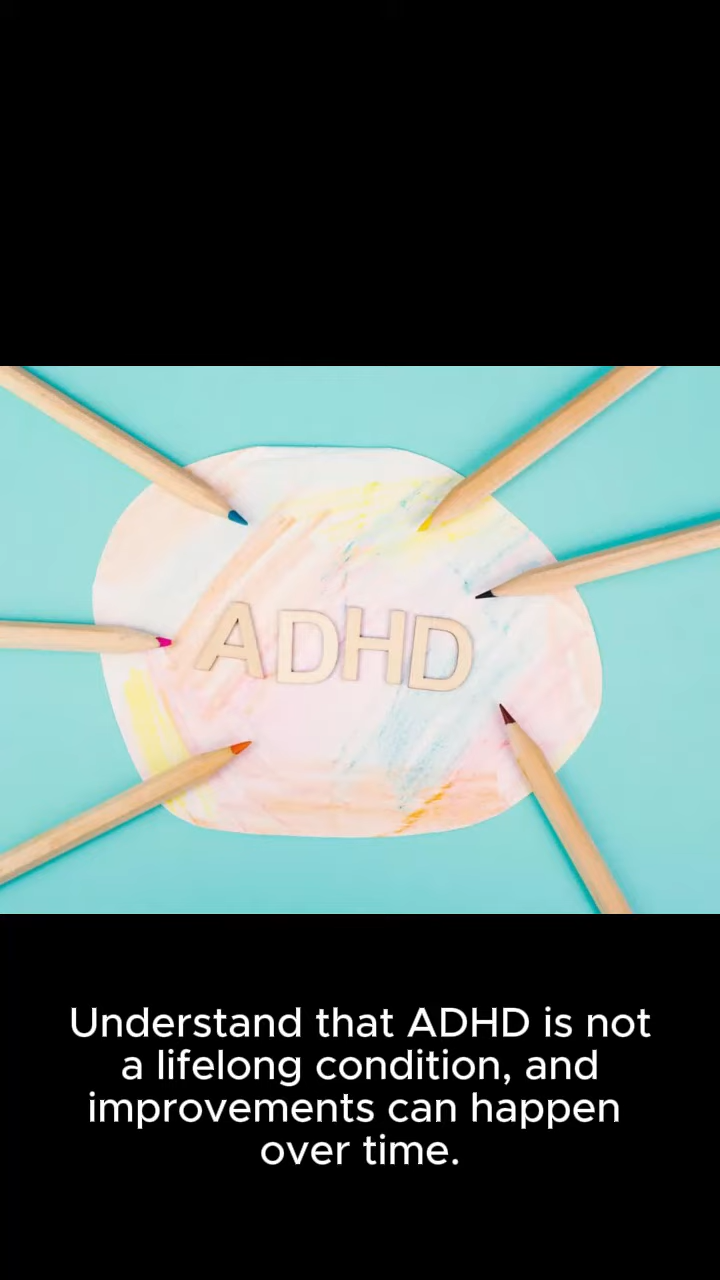 ADHD
Understand that ADHD is not
a lifelong condition, and
improvements can happen
over time.